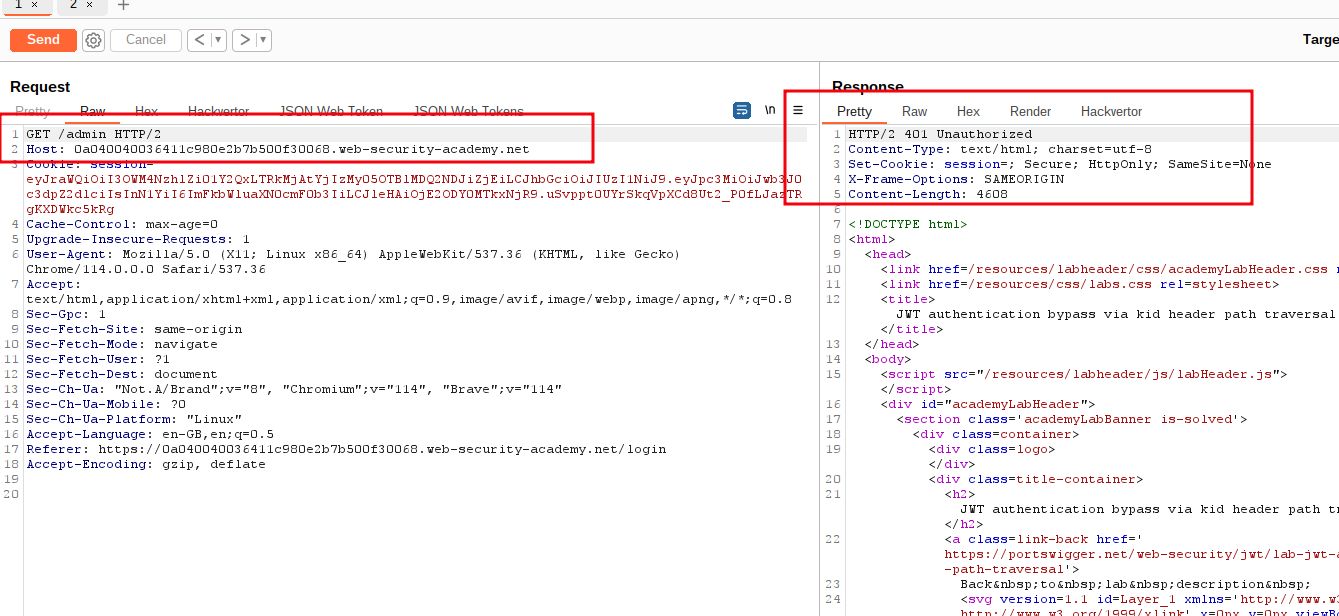 1 × 2 × +
Send Cancel < ▾ > ▾ Targe
Request
Pretty Raw Hex Hackvertor JSON Web Token JSON Web Tokens \n ≡
1 GET /admin HTTP/2
2 Host: 0a040040036411c980e2b7b500f30068.web-security-academy.net
3 Cookie: session=
4 Cache-Control: max-age=0
5 Upgrade-Insecure-Requests: 1
6 User-Agent: Mozilla/5.0 (X11; Linux x86_64) AppleWebKit/537.36 (KHTML, like Gecko)
Chrome/114.0.0.0 Safari/537.36
7 Accept:
text/html,application/xhtml+xml,application/xml;q=0.9,image/avif,image/webp,image/apng,*/*;q=0.8
8 Sec-Gpc: 1
9 Sec-Fetch-Site: same-origin
10 Sec-Fetch-Mode: navigate
11 Sec-Fetch-User: ?1
12 Sec-Fetch-Dest: document
13 Sec-Ch-Ua: "Not.A/Brand";v="8", "Chromium";v="114", "Brave";v="114"
14 Sec-Ch-Ua-Mobile: ?0
15 Sec-Ch-Ua-Platform: "Linux"
16 Accept-Language: en-GB,en;q=0.5
17 Referer: https://0a040040036411c980e2b7b500f30068.web-security-academy.net/login
18 Accept-Encoding: gzip, deflate
19
20
Response
Pretty Raw Hex Render Hackvertor
1 HTTP/2 401 Unauthorized
2 Content-Type: text/html; charset=utf-8
3 Set-Cookie: session=; Secure; HttpOnly; SameSite=None
4 X-Frame-Options: SAMEORIGIN
5 Content-Length: 4608
6
7 <!DOCTYPE html>
8 <html>
9 <head>
10 <link href=/resources/labheader/css/academyLabHeader.css
11 <link href=/resources/css/labs.css rel=stylesheet>
12 <title>
JWT authentication bypass via kid header path traversal
</title>
13 </head>
14 <body>
15 <script src="/resources/labheader/js/labHeader.js">
</script>
16 <div id="academyLabHeader">
17 <section class='academyLabBanner is-solved'>
18 <div class=container>
19 <div class=logo>
</div>
20 <div class=title-container>
21 <h2>
JWT authentication bypass via kid header path
</h2>
22 <a class=link-back href='
https://portswigger.net/web-security/jwt/lab-jwt-
-path-traversal'>
23 Back&nbsp;to&nbsp;lab&nbsp;description&nbsp;
24 <svg version=1.1 id=Layer_1 xmlns='http://www.w